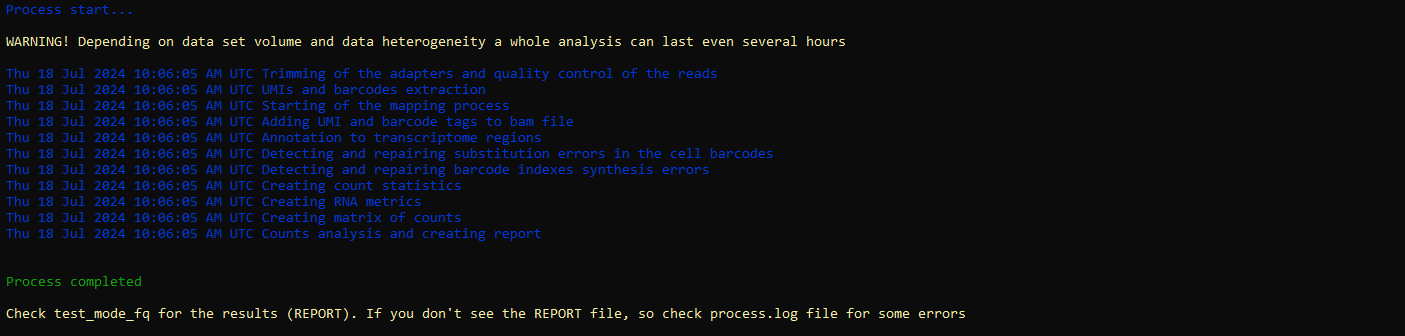 Process start...
WARNING! Depending on data set volume and data heterogeneity a whole analysis can last even several hours
Thu 18 Jul 2024 10:06:05 AM UTC Trimming of the adapters and quality control of the reads
Thu 18 Jul 2024 10:06:05 AM UTC UMIs and barcodes extraction
Thu 18 Jul 2024 10:06:05 AM UTC Starting of the mapping process
Thu 18 Jul 2024 10:06:05 AM UTC Adding UMI and barcode tags to bam file
Thu 18 Jul 2024 10:06:05 AM UTC Annotation to transcriptome regions
Thu 18 Jul 2024 10:06:05 AM UTC Detecting and repairing substitution errors in the cell barcodes
Thu 18 Jul 2024 10:06:05 AM UTC Detecting and repairing barcode indexes synthesis errors
Thu 18 Jul 2024 10:06:05 AM UTC Creating count statistics
Thu 18 Jul 2024 10:06:05 AM UTC Creating RNA metrics
Thu 18 Jul 2024 10:06:05 AM UTC Creating matrix of counts
Thu 18 Jul 2024 10:06:05 AM UTC Counts analysis and creating report
Process completed
Check test_mode_fq for the results (REPORT). If you don't see the REPORT file, so check process.log file for some errors